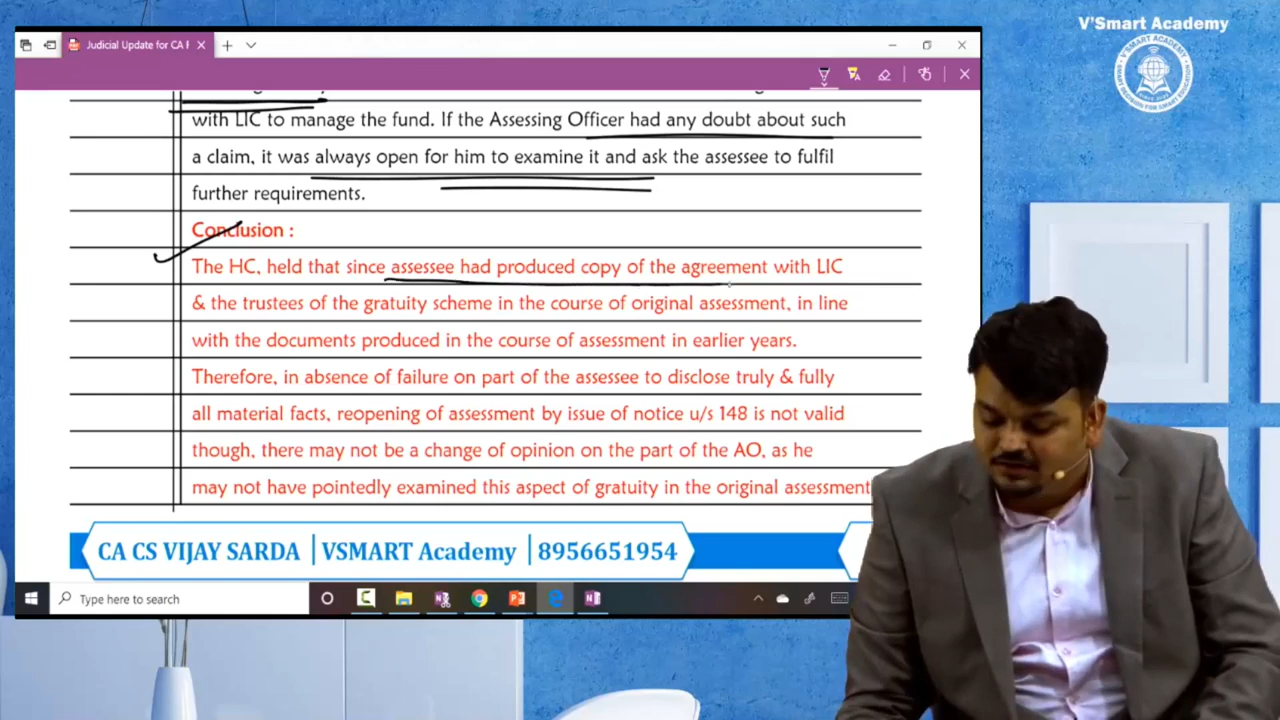 V'Smart Academy
Judicial Update for CA F
with LIC to manage the fund. If the Assessing Officer had any doubt about such
a claim, it was always open for him to examine it and ask the assessee to fulfil
further requirements.
Conclusion :
The HC, held that since assessee had produced copy of the agreement with LIC
& the trustees of the gratuity scheme in the course of original assessment, in line
with the documents produced in the course of assessment in earlier years.
Therefore, in absence of failure on part of the assessee to disclose truly & fully
all material facts, reopening of assessment by issue of notice u/s 148 is not valid
though, there may not be a change of opinion on the part of the AO, as he
may not have pointedly examined this aspect of gratuity in the original assessment
CA CS VIJAY SARDA | VSMART Academy | 8956651954
Type here to search